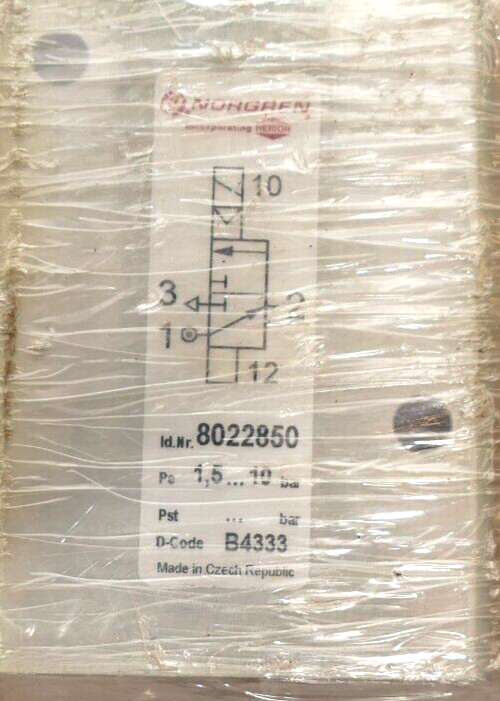 NORGREN
incorporating HERION
10
3
2
1
12
Id.Nr. 8022850
Pe 1,5...10 bar
Pst ... bar
D-Code B4333
Made in Czech Republic